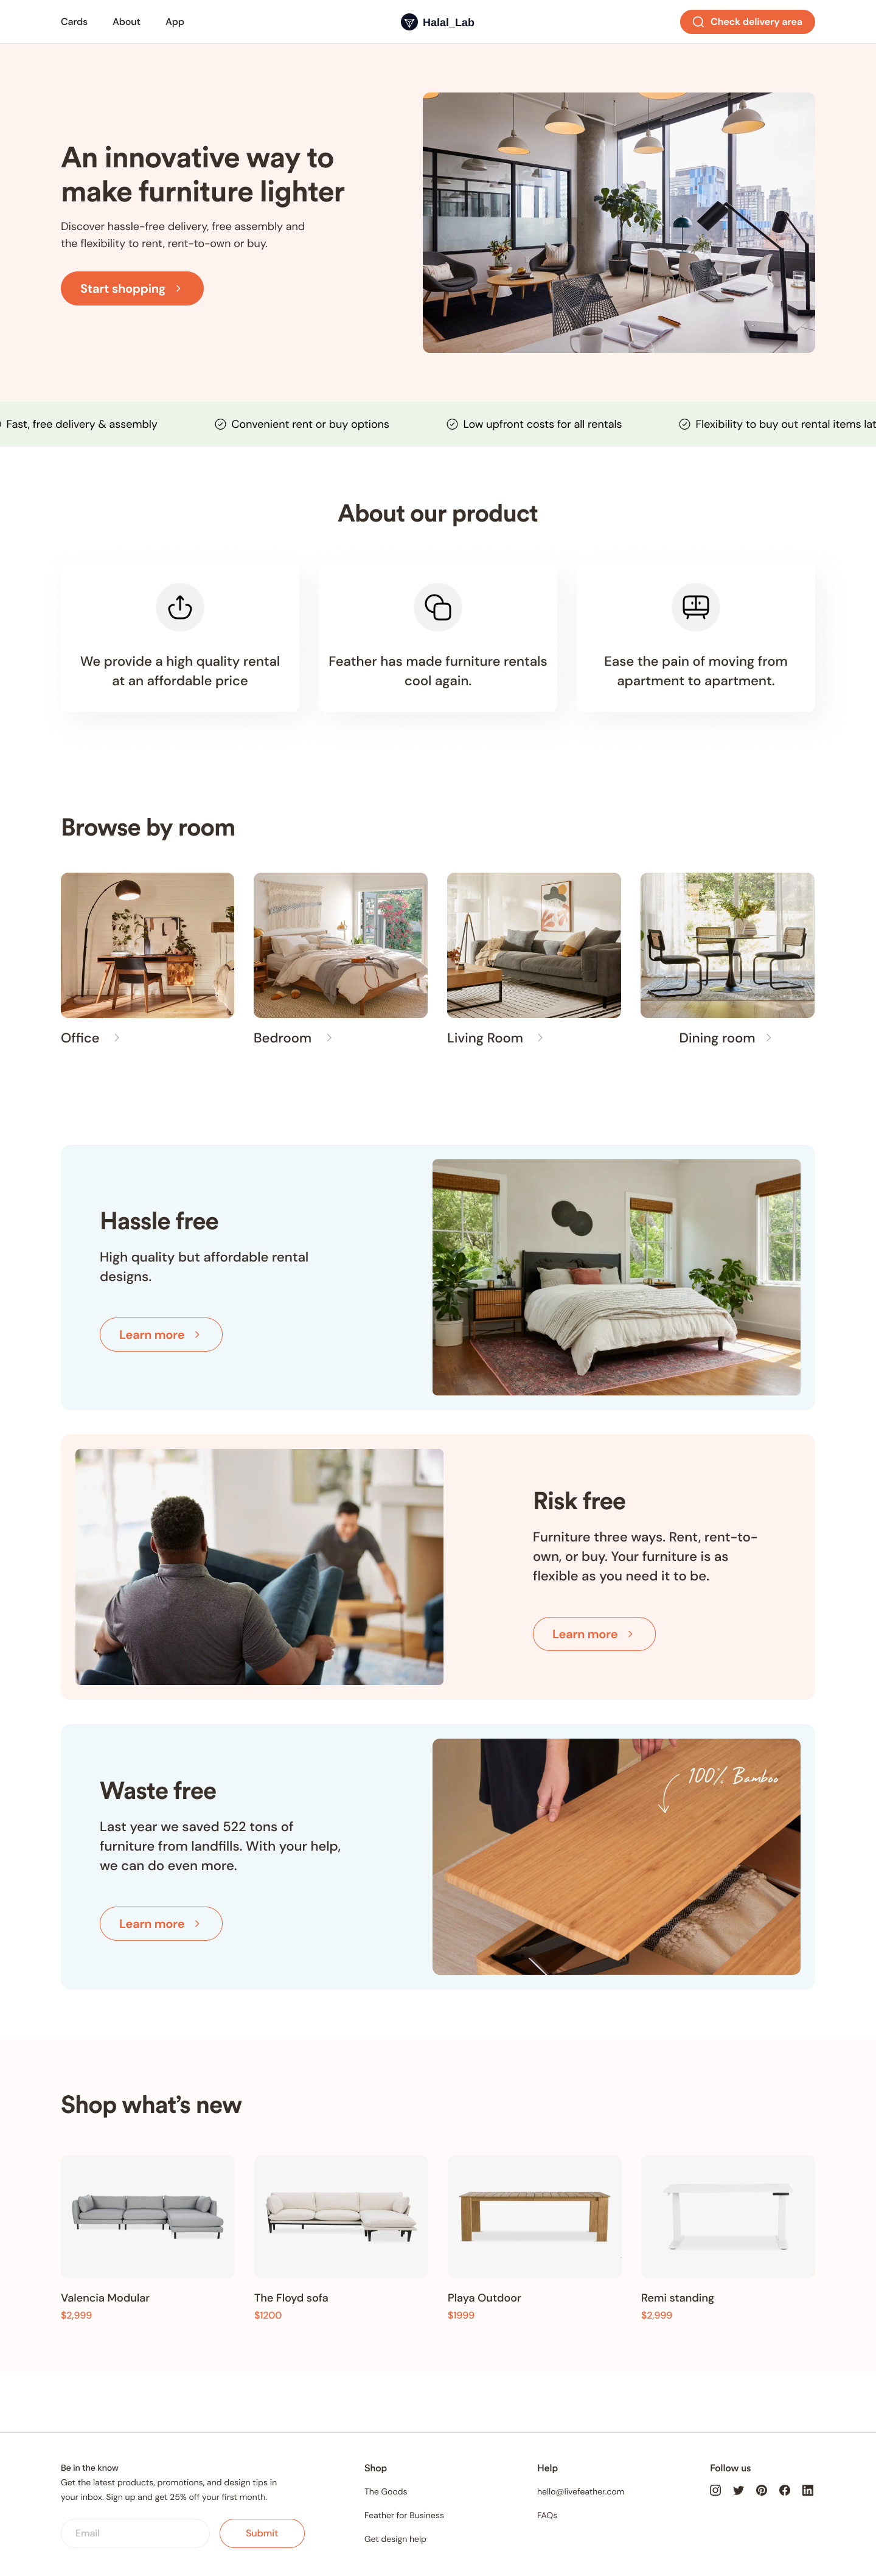 Cards About App
Halal_Lab
Check delivery area
An innovative way to
make furniture lighter
Discover hassle-free delivery, free assembly and
the flexibility to rent, rent-to-own or buy.
Start shopping
Fast, free delivery & assembly
Convenient rent or buy options
Low upfront costs for all rentals
Flexibility to buy out rental items lat
About our product
We provide a high quality rental
at an affordable price
Feather has made furniture rentals
cool again.
Ease the pain of moving from
apartment to apartment.
Browse by room
Office
Bedroom
Living Room
Dining room
Hassle free
High quality but affordable rental
designs.
Learn more
Risk free
Furniture three ways. Rent, rent-to-
own, or buy. Your furniture is as
flexible as you need it to be.
Learn more
Waste free
Last year we saved 522 tons of
furniture from landfills. With your help,
we can do even more.
Learn more
100% Bamboo
Shop what’s new
Valencia Modular
$2,999
The Floyd sofa
$1200
Playa Outdoor
$1999
Remi standing
$2,999
Be in the know
Get the latest products, promotions, and design tips in
your inbox. Sign up and get 25% off your first month.
Email
Submit
Shop
The Goods
Feather for Business
Get design help
Help
hello@livefeather.com
FAQs
Follow us